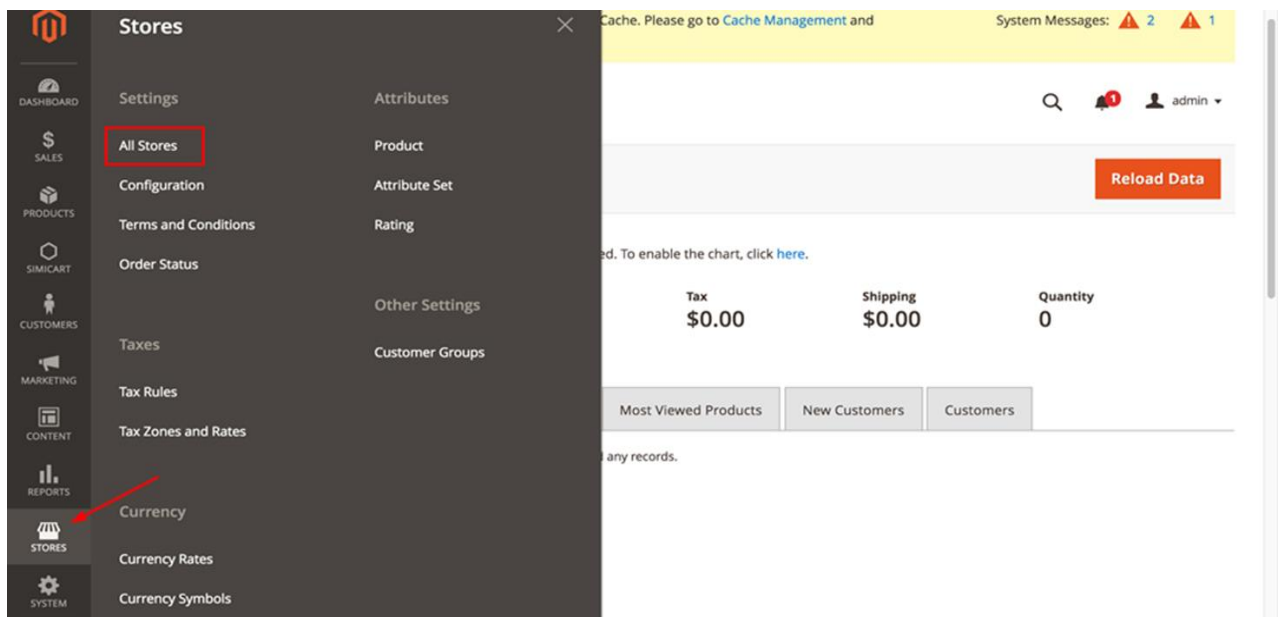 Stores
Cache. Please go to Cache Management and
System Messages: 2 1
DASHBOARD
SALES
PRODUCTS
SIMICART
CUSTOMERS
MARKETING
CONTENT
REPORTS
STORES
SYSTEM
Settings
All Stores
Configuration
Terms and Conditions
Order Status
Taxes
Tax Rules
Tax Zones and Rates
Currency
Currency Rates
Currency Symbols
Attributes
Product
Attribute Set
Rating
Other Settings
Customer Groups
1
admin
Reload Data
ed. To enable the chart, click here.
Tax
$0.00
Shipping
$0.00
Quantity
0
Most Viewed Products
New Customers
Customers
any records.